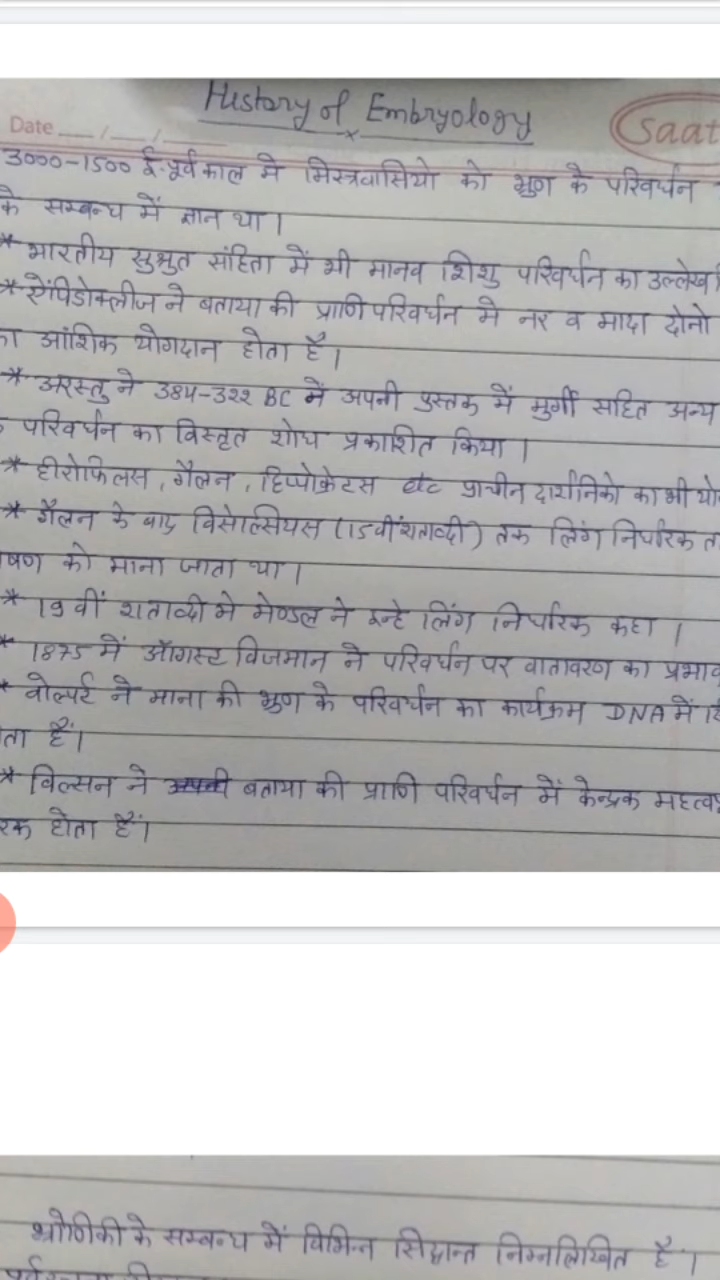 History of Embryology
Date __/__/__
saat
3000-1500 ई.पूर्व काल मे मिस्त्रवासियो को भ्रुण के परिवर्धन
के सम्बन्ध में ज्ञान था।
* भारतीय सुश्रुत संहिता में भी मानव शिशु परिवर्धन का उल्लेख
* ऐंपिडोक्लीज ने बताया की प्राणि परिवर्धन मे नर व मादा दोनो
आंशिक योगदान होता है।
* अरस्तु ने 384-322 BC में अपनी पुस्तक में मुर्गी सहित अन्य
परिवर्धन का विस्तृत शोध प्रकाशित किया।
* हीरोफिलस, गैलन, हिप्पोक्रेटस etc प्राचीन दार्शनिको का भी
* गैलन के बाद विसेल्सियस (15वीं शताब्दी) तक लिंग निर्धारक
को माना जाता था।
* 19 वीं शताब्दी मे मेण्डल ने इन्हे लिंग निर्धारक कहा।
* 1875 में ऑगस्ट विजमान ने परिवर्धन पर वातावरण का प्रभाव
* वोल्पर्ट ने माना की भ्रुण के परिवर्धन का कार्यक्रम DNA में
हैं।
* विल्सन ने बताया की प्राणि परिवर्धन में केन्द्रक
होता हैं।
भ्रोणिकी के सम्बन्ध में विभिन्न सिद्वान्त निम्नलिखित है।